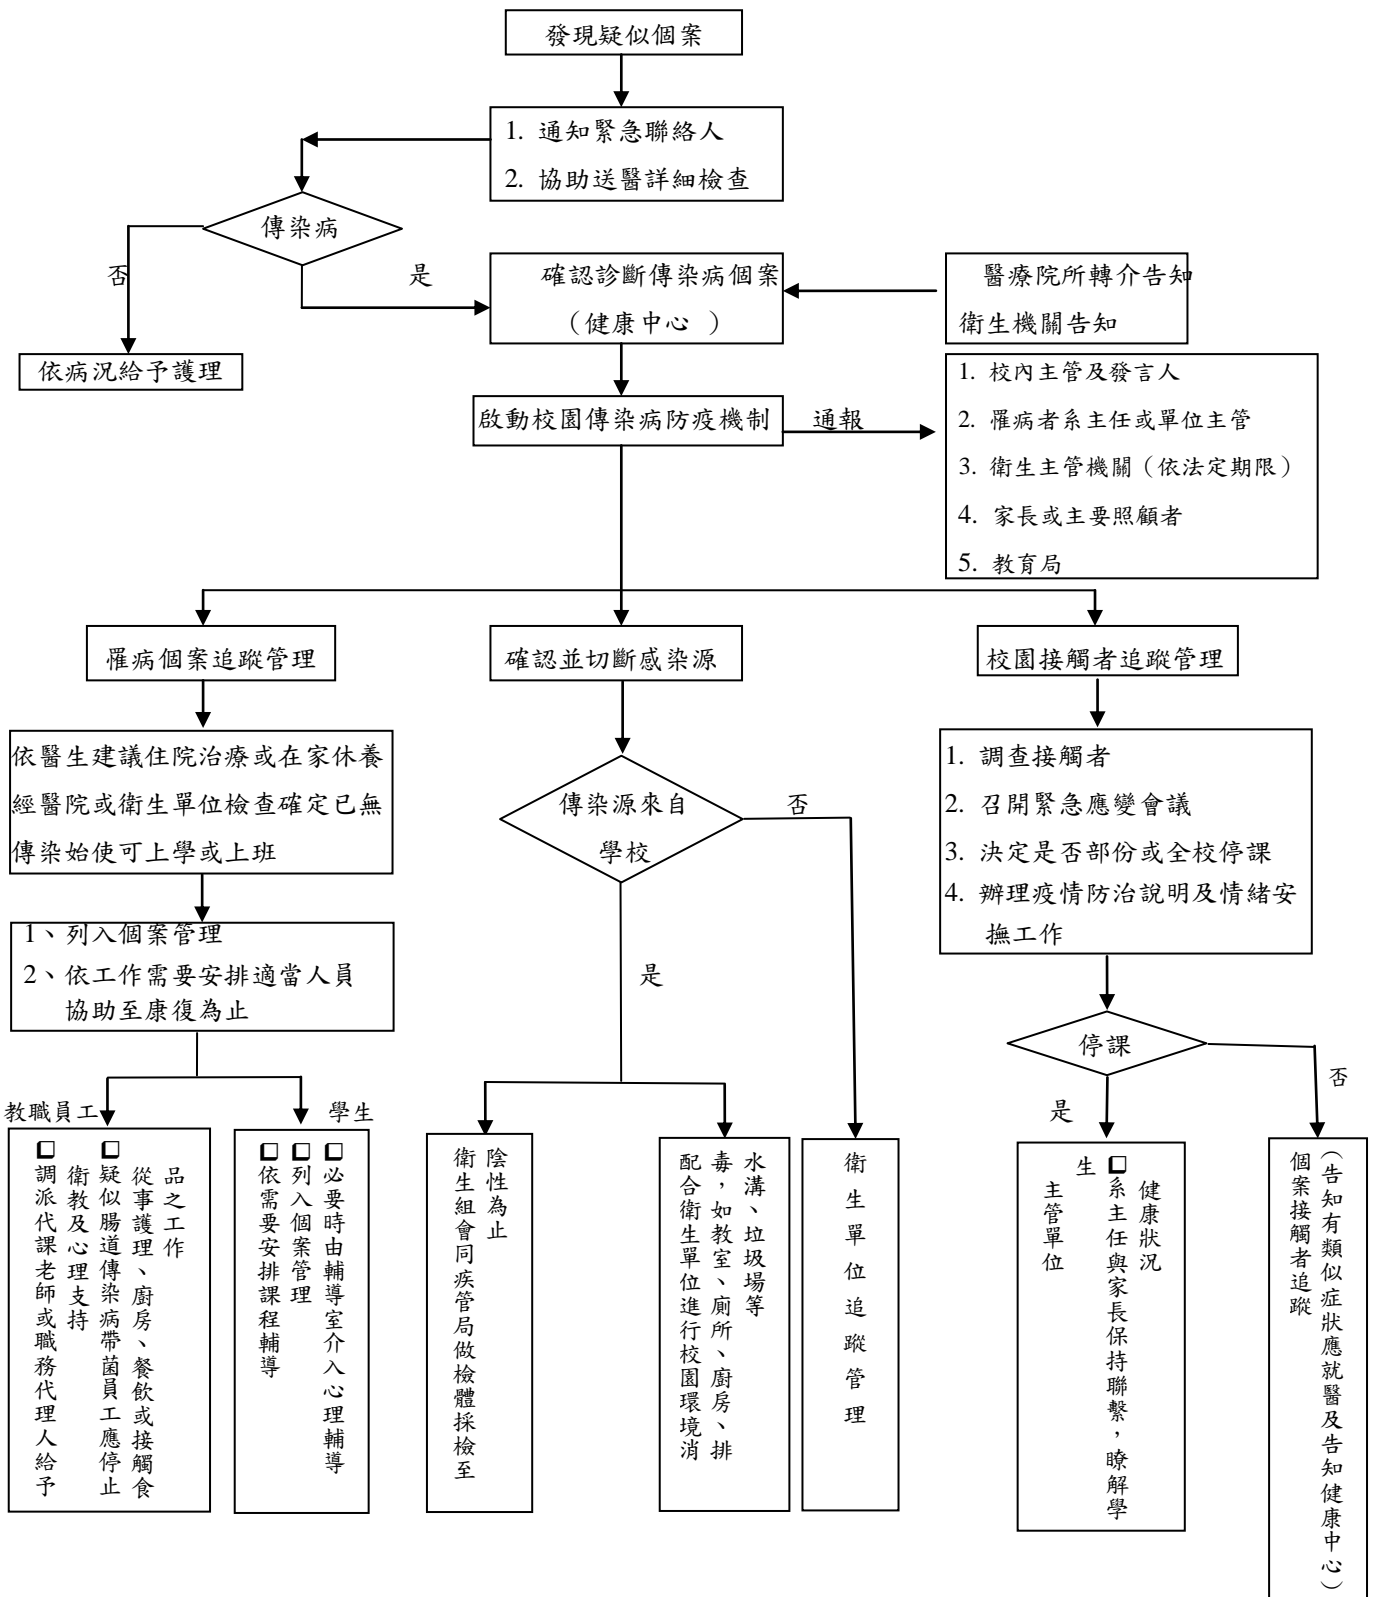 發現疑似個案
1. 通知緊急聯絡人
2. 協助送醫詳細檢查
傳染病
否
是
確認診斷傳染病個案
（健康中心 ）
醫療院所轉介告知
衛生機關告知
依病況給予護理
啟動校園傳染病防疫機制
通報
1. 校內主管及發言人
2. 罹病者系主任或單位主管
3. 衛生主管機關（依法定期限）
4. 家長或主要照顧者
5. 教育局
罹病個案追蹤管理
確認並切斷感染源
校園接觸者追蹤管理
依醫生建議住院治療或在家休養
經醫院或衛生單位檢查確定已無
傳染始使可上學或上班
傳染源來自
學校
否
是
1. 調查接觸者
2. 召開緊急應變會議
3. 決定是否部份或全校停課
4. 辦理疫情防治說明及情緒安
撫工作
1、列入個案管理
2、依工作需要安排適當人員
協助至康復為止
停課
是
否
教職員工
學生
❑調派代課老師或職務代理人給予
衛教及心理支持
❑疑似腸道傳染病帶菌員工應停止
從事護理、廚房、餐飲或接觸食
品之工作
❑依需要安排課程輔導
❑列入個案管理
❑必要時由輔導室介入心理輔導
衛生組會同疾管局做檢體採檢至
陰性為止
配合衛生單位進行校園環境消
毒，如教室、廁所、廚房、排
水溝、垃圾場等
衛生單位追蹤管理
主管單位
生
❑系主任與家長保持聯繫，瞭解學
健康狀況
個案接觸者追蹤
（告知有類似症狀應就醫及告知健康中心）